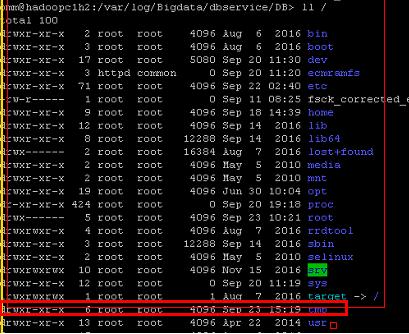 omm@hadoopc1h2:/var/log/Bigdata/dbservice/DB> ll /
total 100
drwxr-xr-x 2 root root 4096 Aug 6 2016 bin
drwxr-xr-x 3 root root 4096 Aug 6 2016 boot
drwxr-xr-x 17 root root 5080 Sep 20 11:30 dev
drwxr-xr-x 3 httpd common 0 Sep 20 11:29 ecmramfs
drwxr-xr-x 71 root root 4096 Sep 22 02:40 etc
-rw-r----- 1 root root 0 Sep 11 08:25 fsck_corrected_e
drwxr-xr-x 9 root root 4096 Sep 18 14:39 home
drwxr-xr-x 12 root root 4096 Sep 14 2016 lib
drwxr-xr-x 8 root root 12288 Sep 14 2016 lib64
drwx------ 2 root root 16384 Aug 7 2016 lost+found
drwxr-xr-x 2 root root 4096 May 5 2010 media
drwxr-xr-x 2 root root 4096 May 5 2010 mnt
drwxr-xr-x 19 root root 4096 Jun 30 10:04 opt
dr-xr-xr-x 424 root root 0 Sep 20 19:18 proc
drwx------ 5 root root 4096 Sep 23 10:21 root
drwxr-xr-x 4 root root 4096 Aug 7 2016 rrdtool
drwxr-xr-x 3 root root 12288 Sep 14 2016 sbin
drwxr-xr-x 2 root root 4096 May 5 2010 selinux
drwxrwxrwx 10 root root 4096 Nov 15 2016 srv
drwxr-xr-x 12 root root 0 Sep 20 11:29 sys
lrwxrwxrwx 1 root root 1 Aug 7 2016 target -> /
drwxr-xr-x 6 root root 4096 Sep 23 15:19 tmp
drwxr-xr-x 13 root root 4096 Apr 22 2014 usr